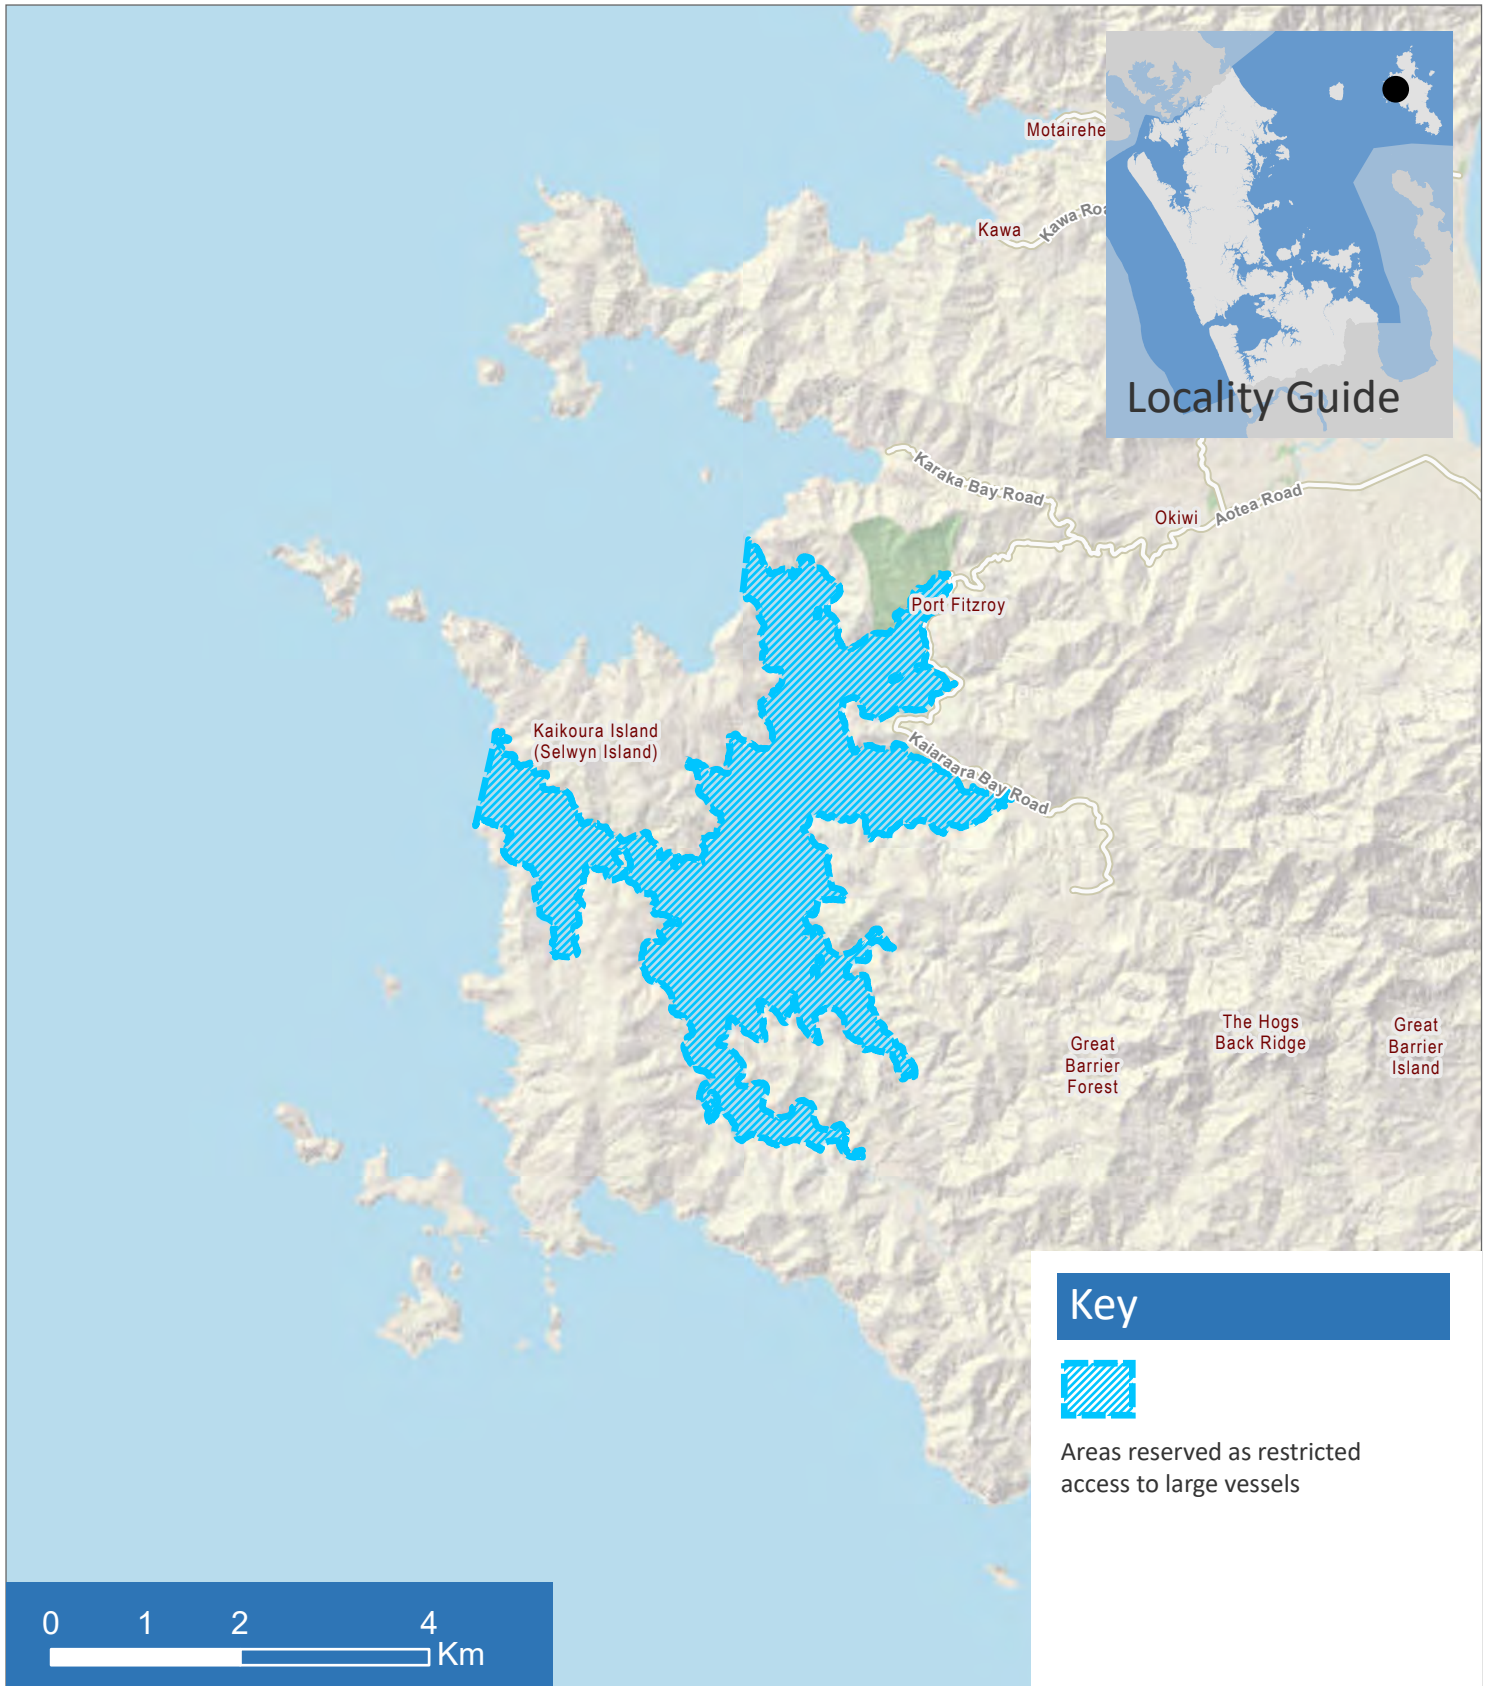 Motairehe
Kawa
Kawa Roa
Locality Guide
Karaka Bay Road
Okiwi
Aotea Road
Port Fitzroy
Kaikoura Island
(Selwyn Island)
Kaiaraara Bay Road
The Hogs
Back Ridge
Great
Barrier
Island
Great
Barrier
Forest
Key
Areas reserved as restricted
access to large vessels
0 1 2 4
Km